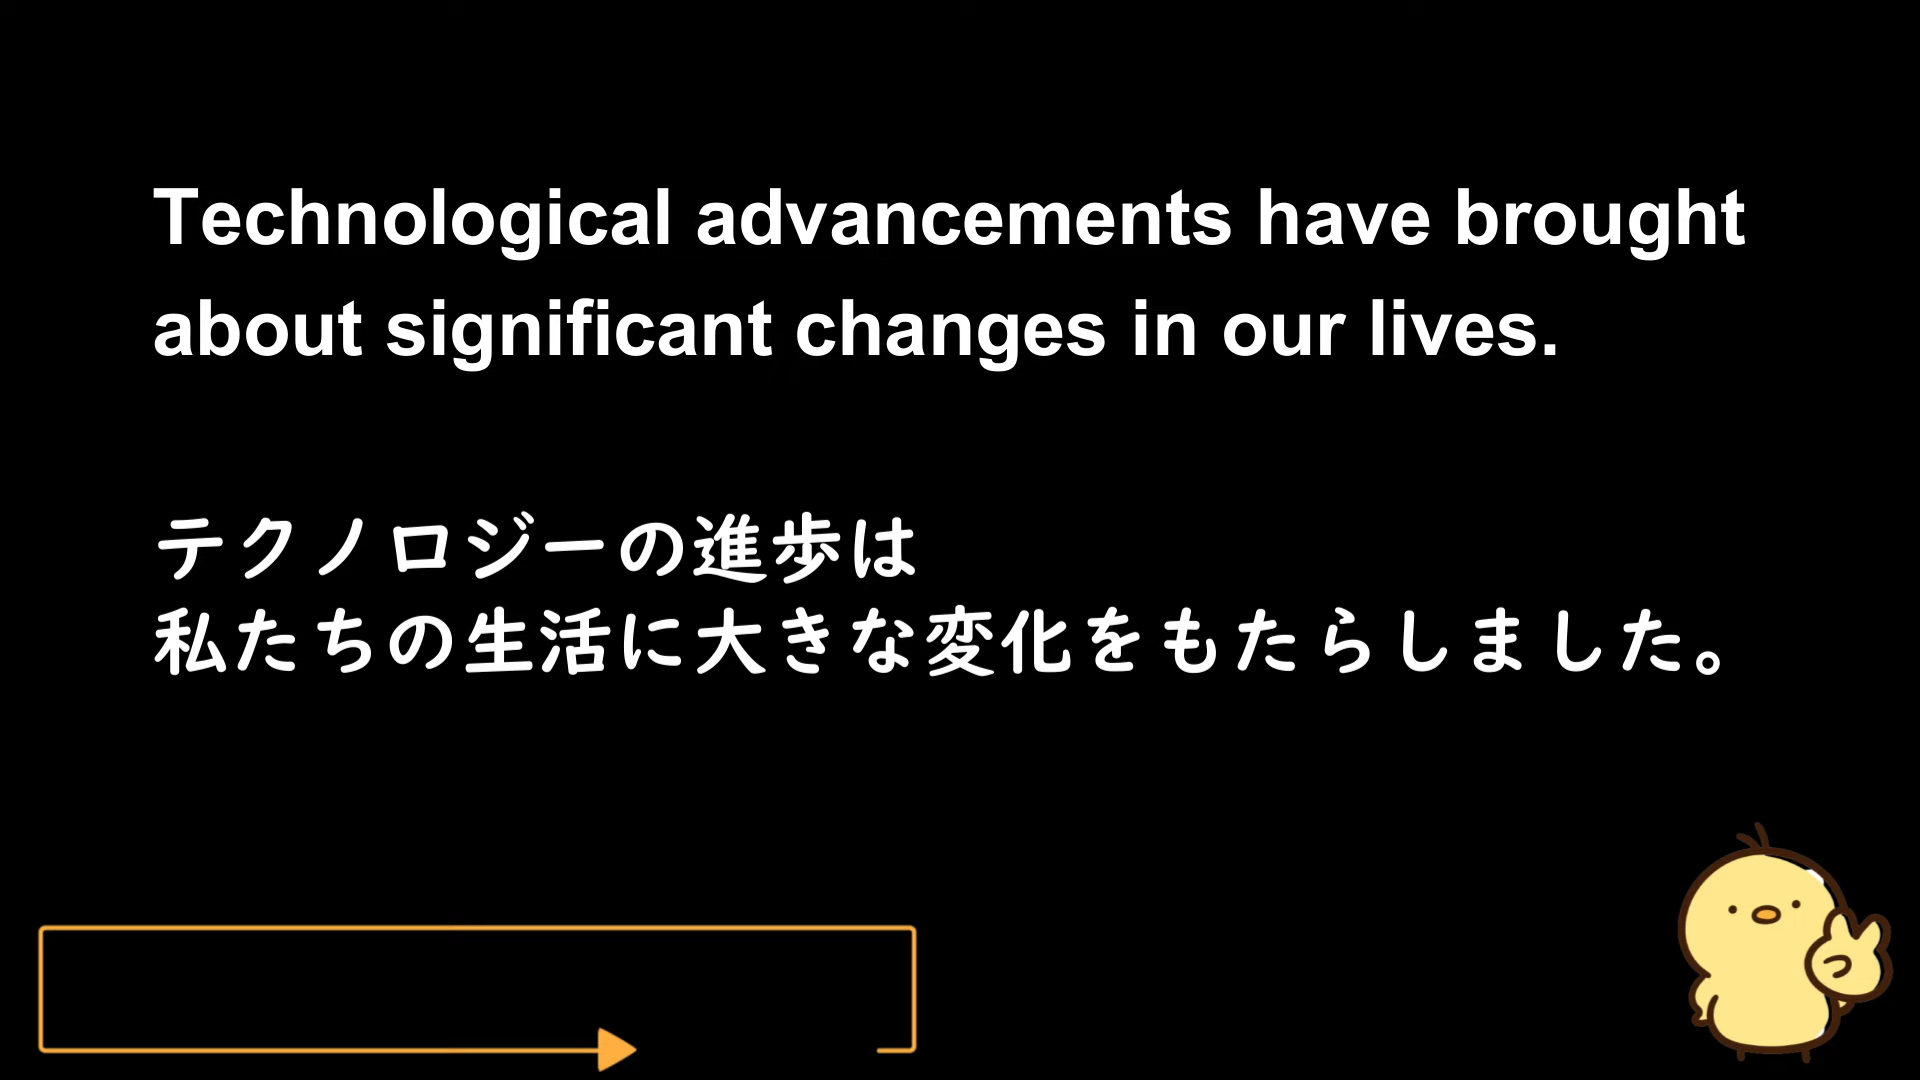 Technological advancements have brought
about significant changes in our lives.
テクノロジーの進歩は
私たちの生活に大きな変化をもたらしました。